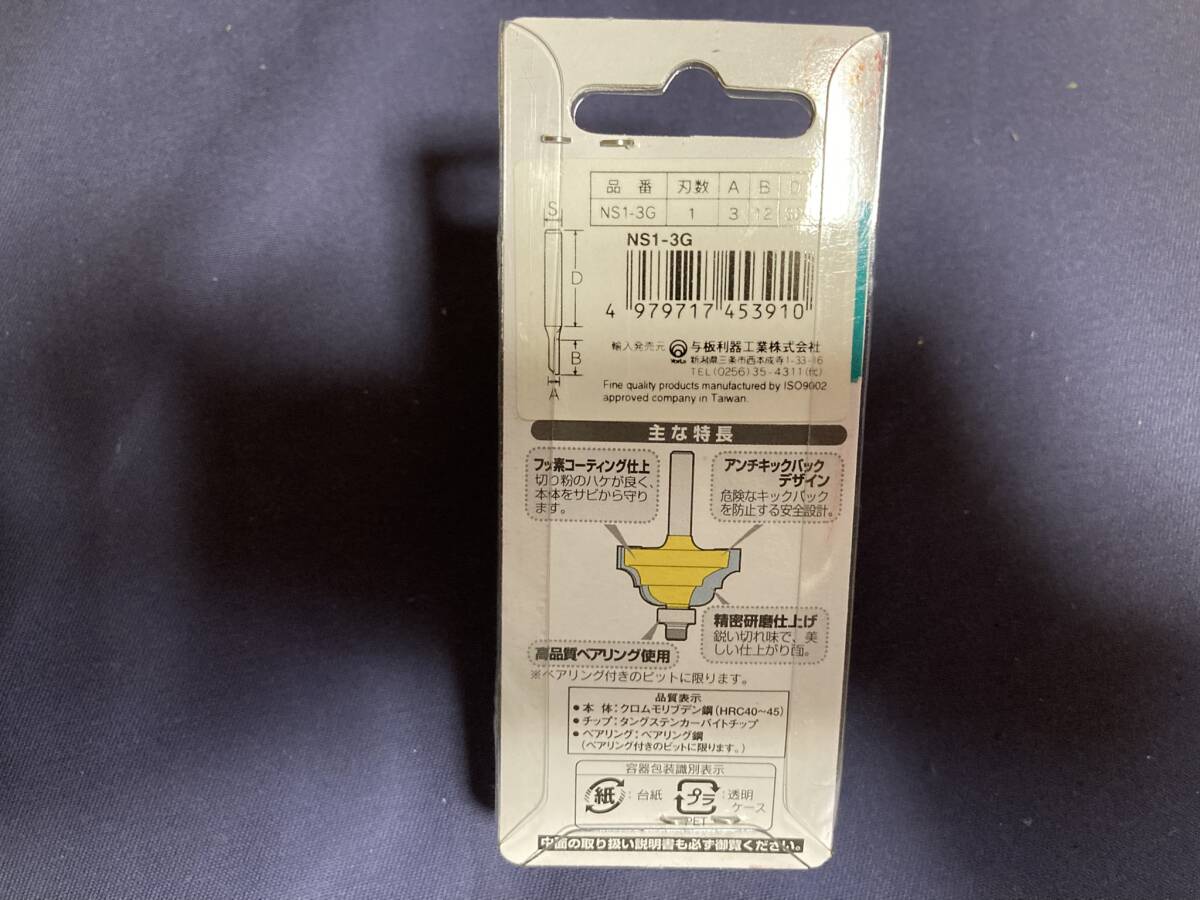 品番 刃数 A B D
NS1-3G 1 3 12
NS1-3G
S
D
B
A
4 979717 453910
輸入発売元 与板利器工業株式会社
新潟県三条市西本成寺1-33-16
TEL(0256)35-4311(代)
Fine quality products manufactured by ISO9002
approved company in Taiwan.
主な特長
フッ素コーティング仕上
切り粉のハケが良く、
本体をサビから守り
ます。
アンチキックバック
デザイン
危険なキックバック
を防止する安全設計。
精密研磨仕上げ
鋭い切れ味で、美
しい仕上がり面。
高品質ベアリング使用
※ベアリング付きのビットに限ります。
品質表示
●本 体:クロムモリブデン鋼(HRC40~45)
●チップ:タングステンカーバイトチップ
●ベアリング:ベアリング鋼
(ベアリング付きのビットに限ります。)
容器包装識別表示
紙:台紙 プラ:透明
ケース
PET
中面の取り扱い説明書も必ず御覧ください。